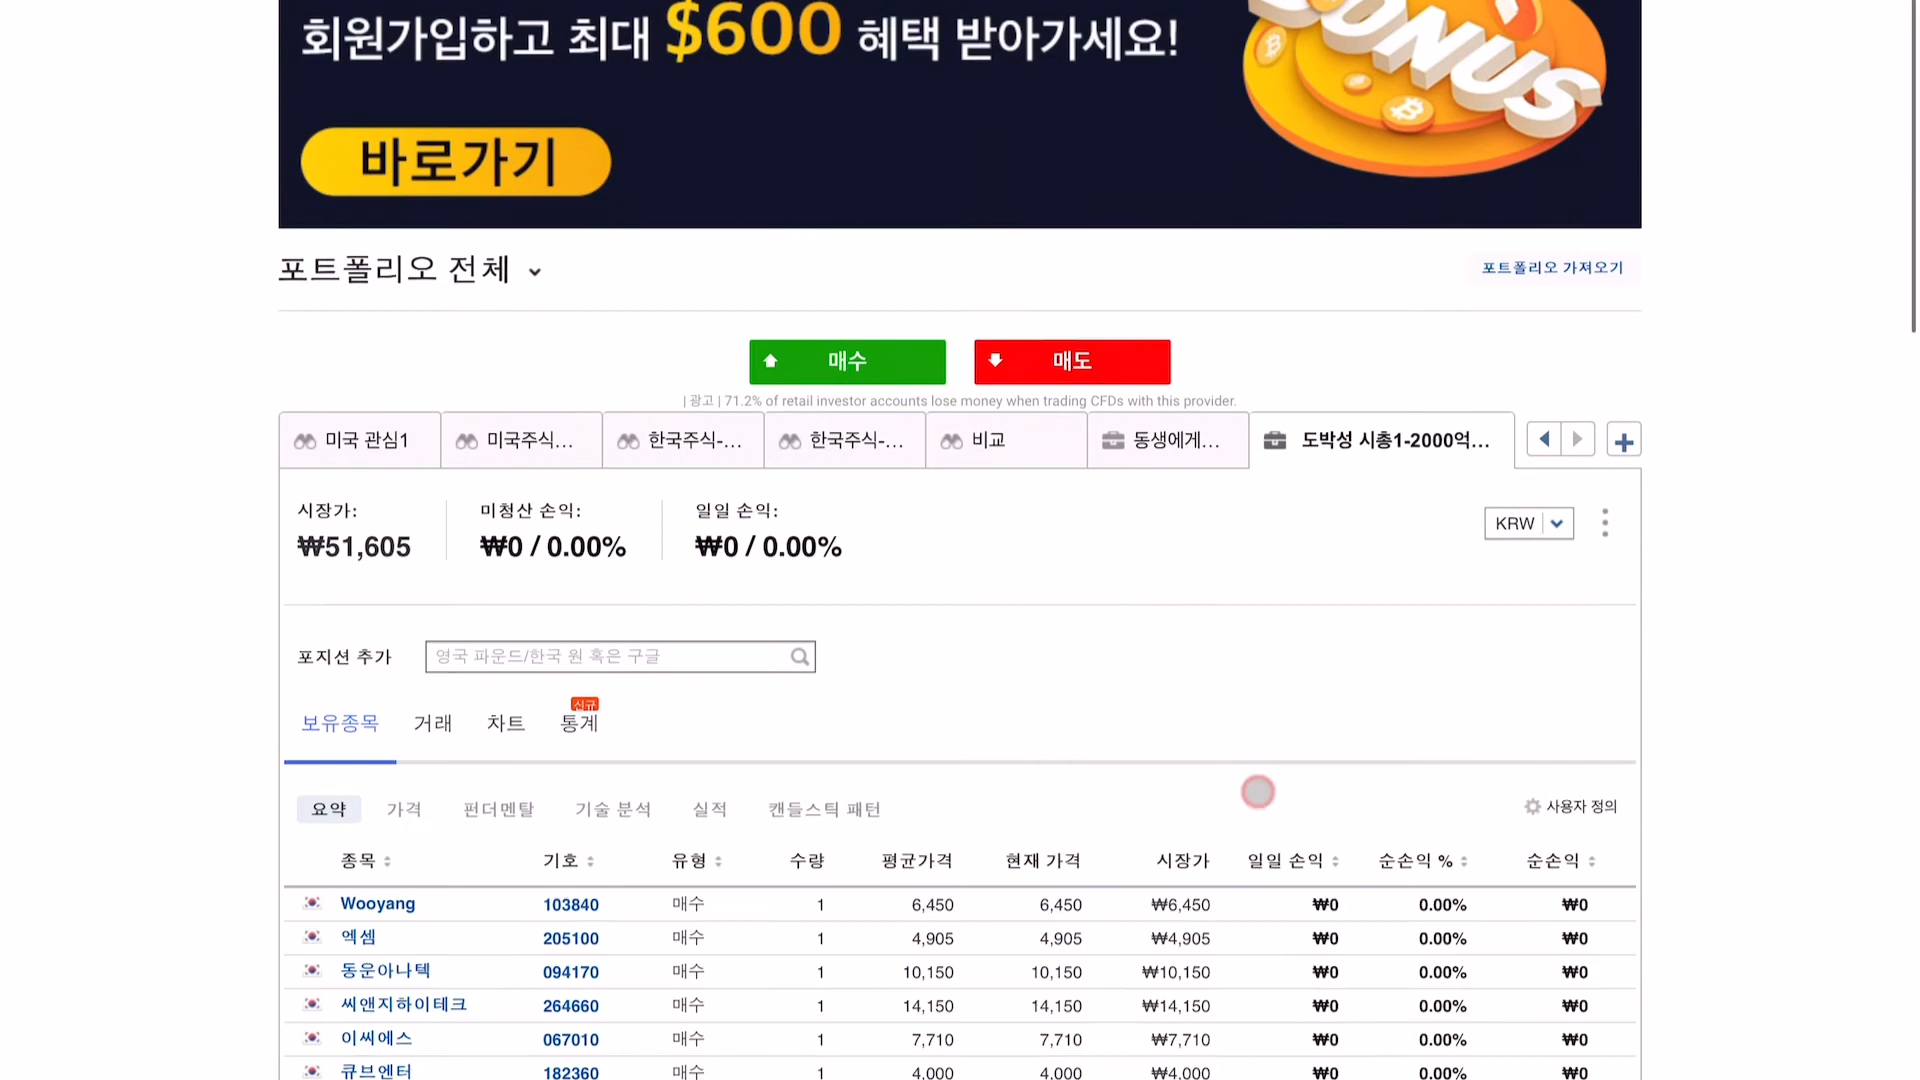 회원가입하고 최대 $600 혜택 받아가세요!
BONUS
바로가기
포트폴리오 전체
포트폴리오 가져오기
매수 매도
| 광고 | 71.2% of retail investor accounts lose money when trading CFDs with this provider.
미국 관심1 미국주식... 한국주식-... 한국주식-... 비교 동생에게... 도박성 시총1-2000억...
시장가: 미청산 손익: 일일 손익:
₩51,605 ₩0 / 0.00% ₩0 / 0.00% KRW
포지션 추가 영국 파운드/한국 원 혹은 구글
신규
보유종목 거래 차트 통계
요약 가격 펀더멘탈 기술 분석 실적 캔들스틱 패턴 사용자 정의
종목 기호 유형 수량 평균가격 현재 가격 시장가 일일 손익 순손익 % 순손익
Wooyang 103840 매수 1 6,450 6,450 ₩6,450 ₩0 0.00% ₩0
엑셈 205100 매수 1 4,905 4,905 ₩4,905 ₩0 0.00% ₩0
동운아나텍 094170 매수 1 10,150 10,150 ₩10,150 ₩0 0.00% ₩0
씨앤지하이테크 264660 매수 1 14,150 14,150 ₩14,150 ₩0 0.00% ₩0
이씨에스 067010 매수 1 7,710 7,710 ₩7,710 ₩0 0.00% ₩0
큐브엔터 182360 매수 1 4,000 4,000 ₩4,000 ₩0 0.00% ₩0